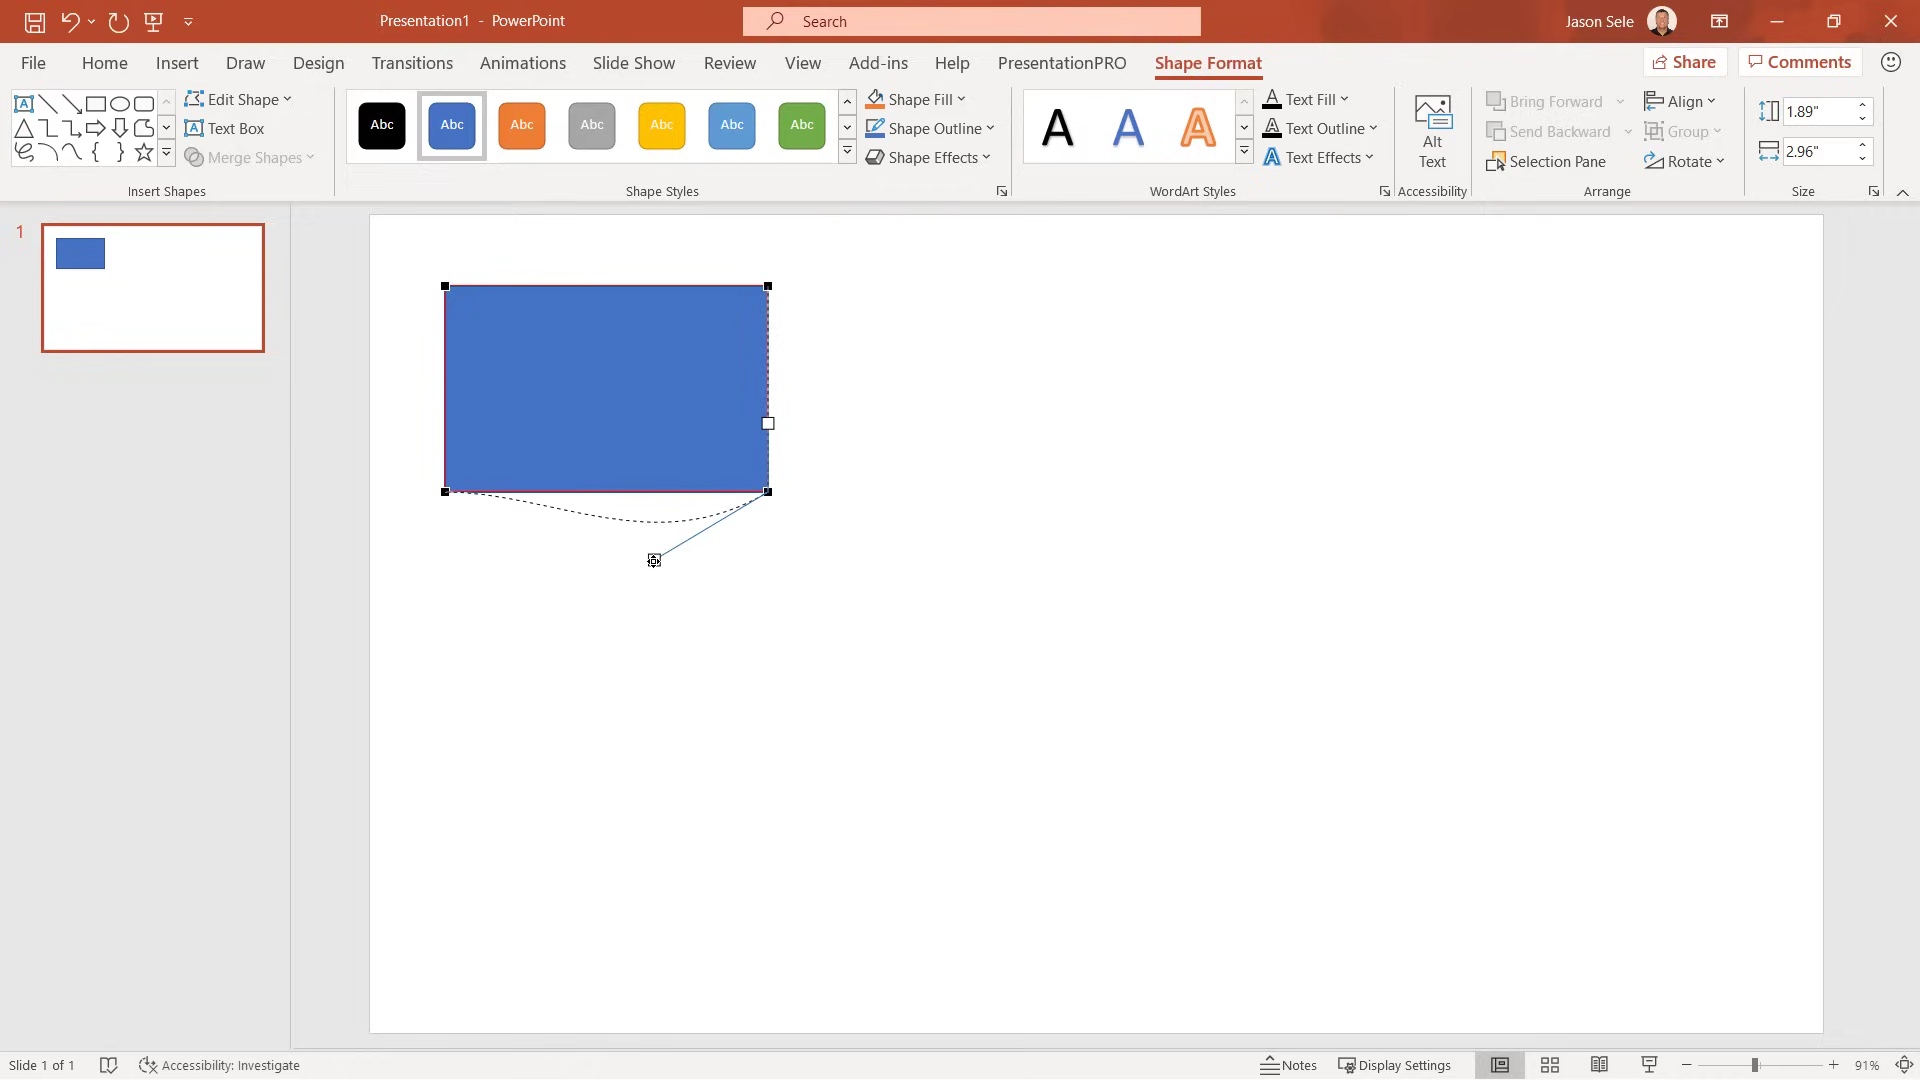 Presentation1 - PowerPoint
Search
Jason Sele
File Home Insert Draw Design Transitions Animations Slide Show Review View Add-ins Help PresentationPRO Shape Format
Share Comments
Edit Shape
Text Box
Merge Shapes
Insert Shapes
Abc Abc Abc Abc Abc Abc Abc
Shape Fill
Shape Outline
Shape Effects
Shape Styles
A A A
Text Fill
Text Outline
Text Effects
WordArt Styles
Alt
Text
Accessibility
Bring Forward
Send Backward
Selection Pane
Align
Group
Rotate
Arrange
1.89"
2.96"
Size
1
Slide 1 of 1
Accessibility: Investigate
Notes
Display Settings
91%